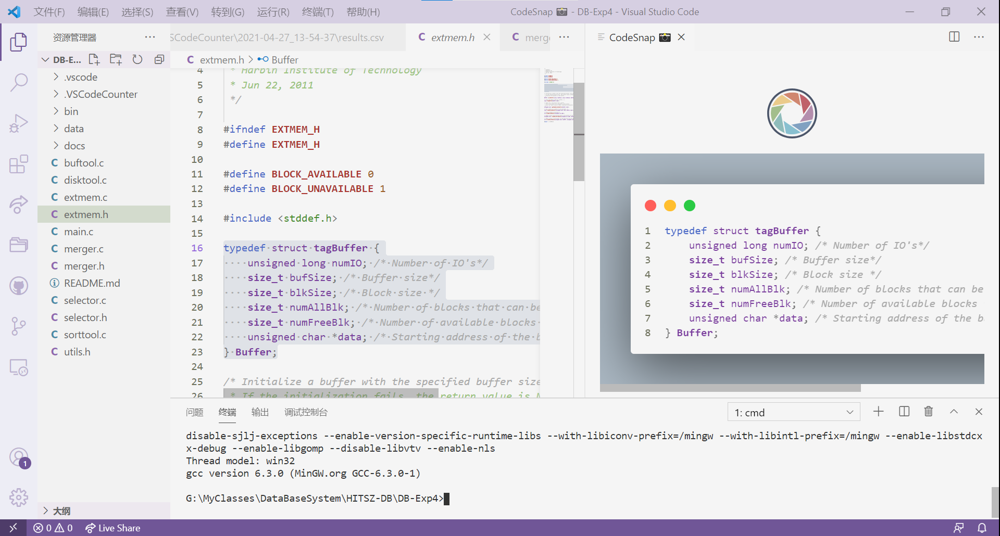 文件(F) 编辑(E) 选择(S) 查看(V) 转到(G) 运行(R) 终端(T) 帮助(H) CodeSnap 📸 - DB-Exp4 - Visual Studio Code
资源管理器 ··· SCodeCounter\2021-04-27_13-54-37\results.csv C extmem.h C merge ··· CodeSnap 📸 ···
DB-E...
.vscode
.VSCodeCounter
bin
data
docs
C buftool.c
C disktool.c
C extmem.c
C extmem.h
C main.c
C merger.c
C merger.h
README.md
C selector.c
C selector.h
C sorttool.c
C utils.h
大纲
C extmem.h > Buffer
4 * Harbin Institute of Technology
5 * Jun 22, 2011
6 */
7
8 #ifndef EXTMEM_H
9 #define EXTMEM_H
10
11 #define BLOCK_AVAILABLE 0
12 #define BLOCK_UNAVAILABLE 1
13
14 #include <stddef.h>
15
16 typedef·struct·tagBuffer·{
17 ····unsigned·long·numIO;·/*·Number·of·IO's*/
18 ····size_t·bufSize;·/*·Buffer·size*/
19 ····size_t·blkSize;·/*·Block·size·*/
20 ····size_t·numAllBlk;·/*·Number·of·blocks·that·can·be
21 ····size_t·numFreeBlk;·/*·Number·of·available·blocks·
22 ····unsigned·char·*data;·/*·Starting·address·of·the·b
23 }·Buffer;
24
25 /* Initialize a buffer with the specified buffer size
26 * If the initialization fails, the return value is N
1 typedef struct tagBuffer {
2 unsigned long numIO; /* Number of IO's*/
3 size_t bufSize; /* Buffer size*/
4 size_t blkSize; /* Block size */
5 size_t numAllBlk; /* Number of blocks that can be
6 size_t numFreeBlk; /* Number of available blocks
7 unsigned char *data; /* Starting address of the b
8 } Buffer;
问题 终端 输出 调试控制台 1: cmd
disable-sjlj-exceptions --enable-version-specific-runtime-libs --with-libiconv-prefix=/mingw --with-libintl-prefix=/mingw --enable-libstdcx
x-debug --enable-libgomp --disable-libvtv --enable-nls
Thread model: win32
gcc version 6.3.0 (MinGW.org GCC-6.3.0-1)
G:\MyClasses\DataBaseSystem\HITSZ-DB\DB-Exp4>
1
0 0 Live Share